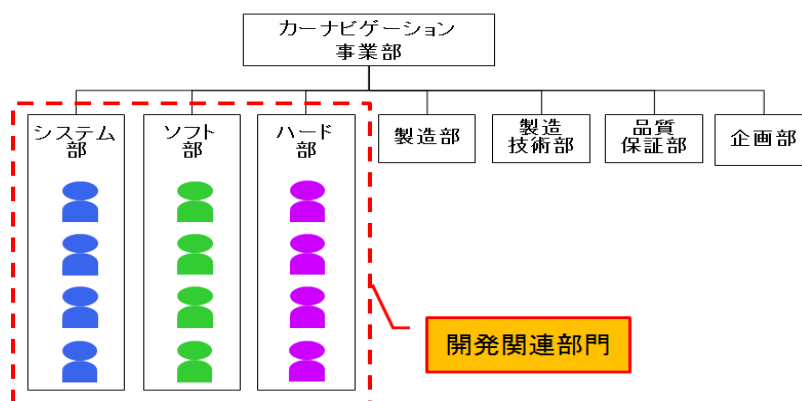 カーナビゲーション
事業部
システム
部
ソフト
部
ハード
部
製造部
製造
技術部
品質
保証部
企画部
開発関連部門